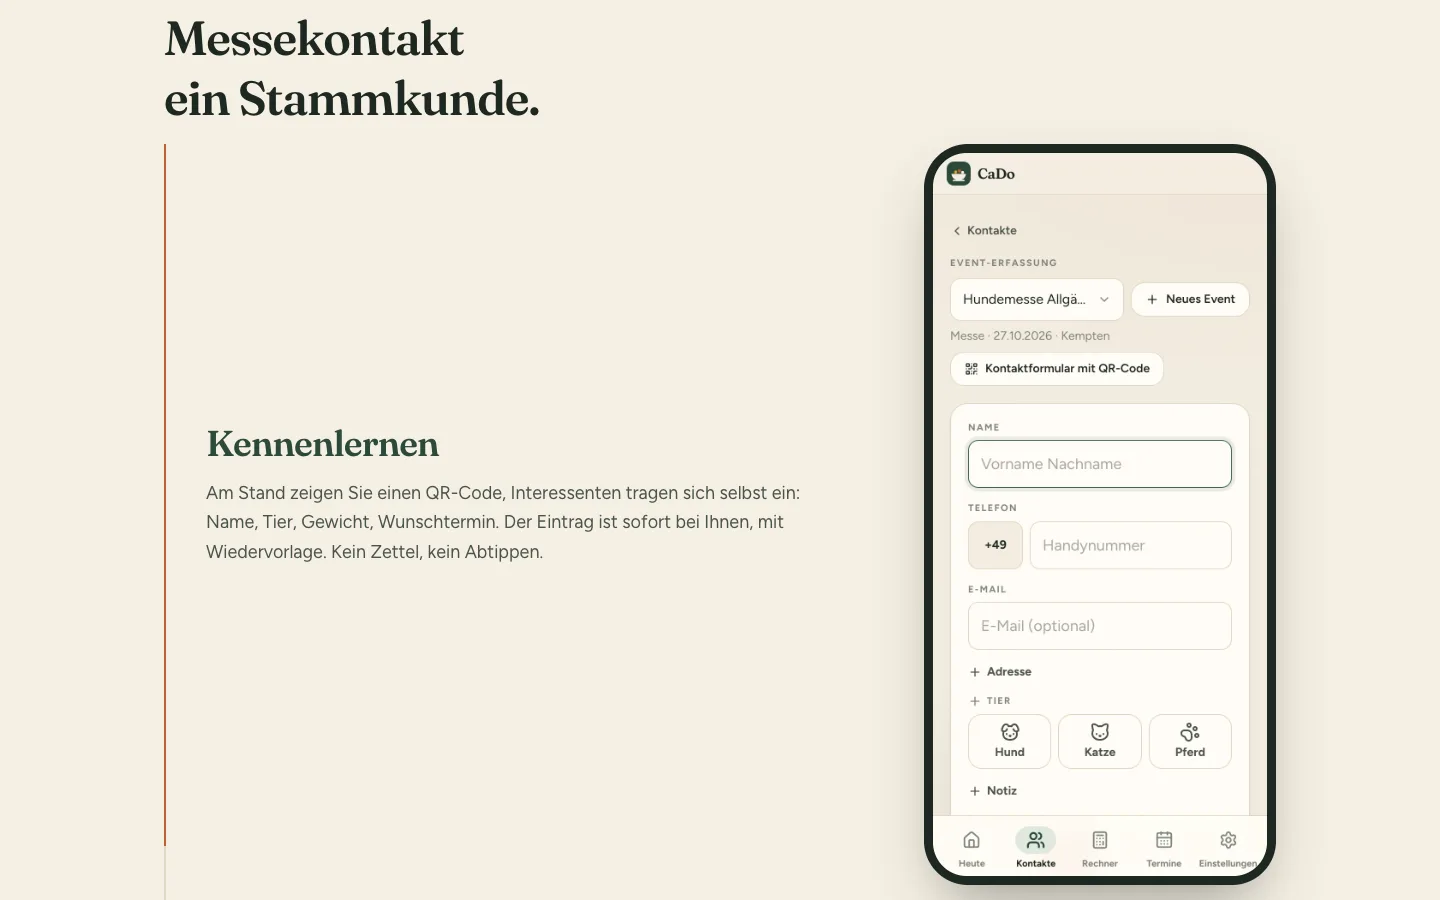 Messekontakt
ein Stammkunde.
Kennenlernen
Am Stand zeigen Sie einen QR-Code, Interessenten tragen sich selbst ein:
Name, Tier, Gewicht, Wunschtermin. Der Eintrag ist sofort bei Ihnen, mit
Wiedervorlage. Kein Zettel, kein Abtippen.
CaDo
Kontakte
EVENT-ERFASSUNG
Hundemesse Allgä...
+ Neues Event
Messe · 27.10.2026 · Kempten
Kontaktformular mit QR-Code
NAME
Vorname Nachname
TELEFON
+49
Handynummer
E-MAIL
E-Mail (optional)
+ Adresse
+ TIER
Hund Katze Pferd
+ Notiz
Heute Kontakte Rechner Termine Einstellungen